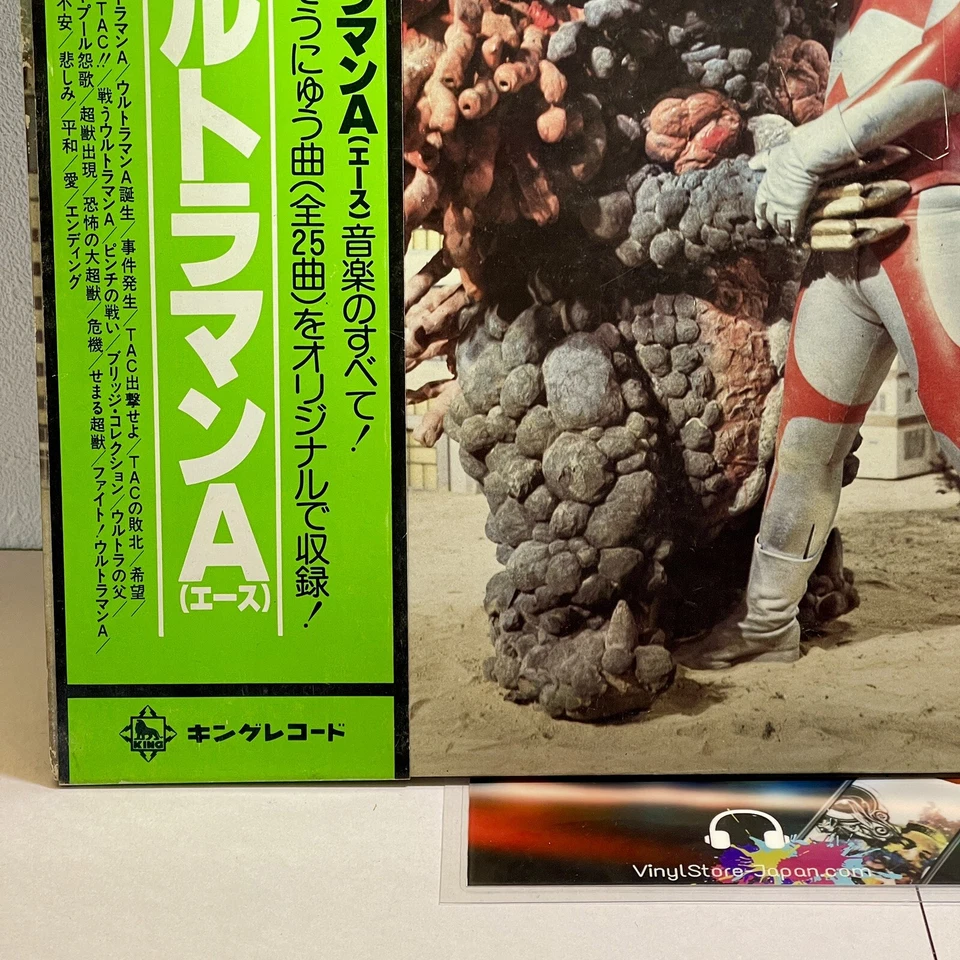 ラマンA(エース)音楽のすべて!
うにゅう曲(全25曲)をオリジナルで収録!
ルトラマンA
(エース)
ラマンA/ウルトラマンA誕生/事件発生/TAC出撃せよ/TACの敗北/希望/
TAC!!/戦うウルトラマンA/ピンチの戦い/ブリッジ・コレクション/ウルトラの父/
プール怨歌/超獣出現/恐怖の大超獣/危機/せまる超獣/ファイト!ウルトラマンA/
不安/悲しみ/平和/愛/エンディング
KING
キングレコード
VinylStore-Japan.com